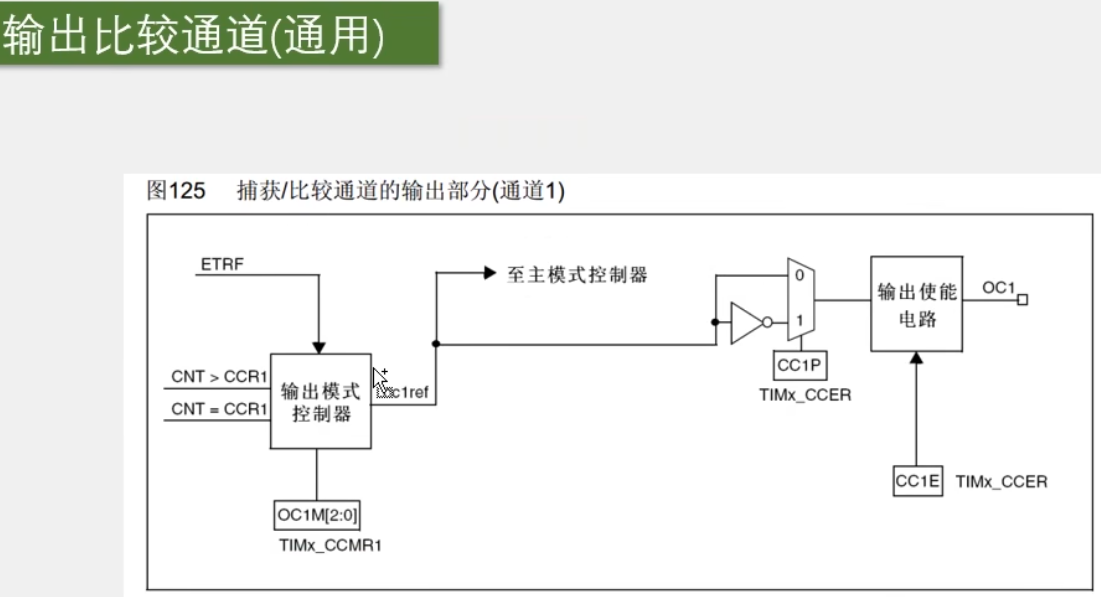 输出比较通道(通用)
图125 捕获/比较通道的输出部分(通道1)
ETRF
至主模式控制器
0
1
输出使能
电路
OC1
CNT > CCR1
CNT = CCR1
输出模式
控制器
c1ref
CC1P
TIMx_CCER
CC1E TIMx_CCER
OC1M[2:0]
TIMx_CCMR1